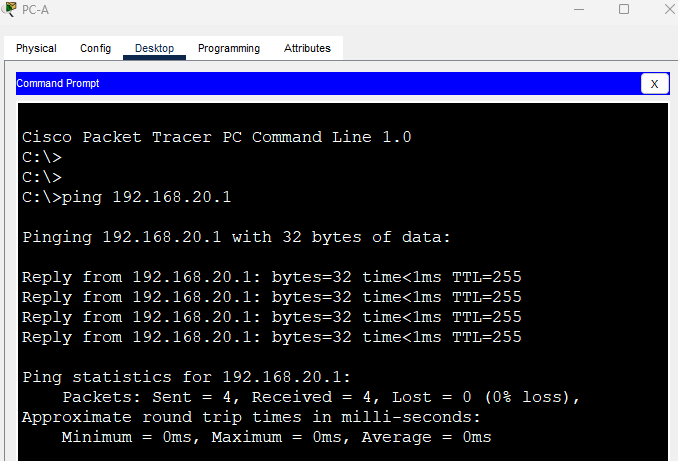 PC-A
Physical Config Desktop Programming Attributes
Command Prompt
X
Cisco Packet Tracer PC Command Line 1.0
C:\>
C:\>
C:\>ping 192.168.20.1
Pinging 192.168.20.1 with 32 bytes of data:
Reply from 192.168.20.1: bytes=32 time<1ms TTL=255
Reply from 192.168.20.1: bytes=32 time<1ms TTL=255
Reply from 192.168.20.1: bytes=32 time<1ms TTL=255
Reply from 192.168.20.1: bytes=32 time<1ms TTL=255
Ping statistics for 192.168.20.1:
Packets: Sent = 4, Received = 4, Lost = 0 (0% loss),
Approximate round trip times in milli-seconds:
Minimum = 0ms, Maximum = 0ms, Average = 0ms